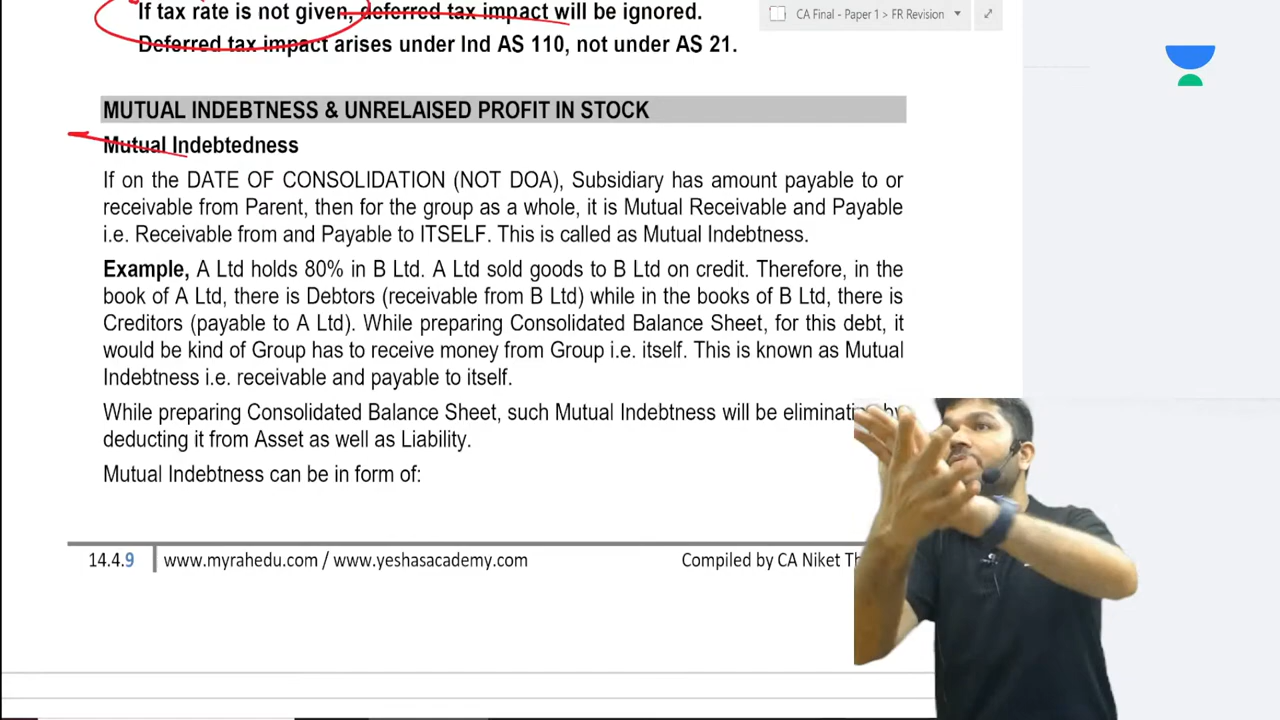 If tax rate is not given, deferred tax impact will be ignored.
CA Final - Paper 1 > FR Revision
Deferred tax impact arises under Ind AS 110, not under AS 21.
MUTUAL INDEBTNESS & UNRELAISED PROFIT IN STOCK
Mutual Indebtedness
If on the DATE OF CONSOLIDATION (NOT DOA), Subsidiary has amount payable to or
receivable from Parent, then for the group as a whole, it is Mutual Receivable and Payable
i.e. Receivable from and Payable to ITSELF. This is called as Mutual Indebtness.
Example, A Ltd holds 80% in B Ltd. A Ltd sold goods to B Ltd on credit. Therefore, in the
book of A Ltd, there is Debtors (receivable from B Ltd) while in the books of B Ltd, there is
Creditors (payable to A Ltd). While preparing Consolidated Balance Sheet, for this debt, it
would be kind of Group has to receive money from Group i.e. itself. This is known as Mutual
Indebtness i.e. receivable and payable to itself.
While preparing Consolidated Balance Sheet, such Mutual Indebtness will be by
deducting it from Asset as well as Liability.
Mutual Indebtness can be in form of:
14.4.9 www.myrahedu.com / www.yeshasacademy.com Compiled by CA Niket